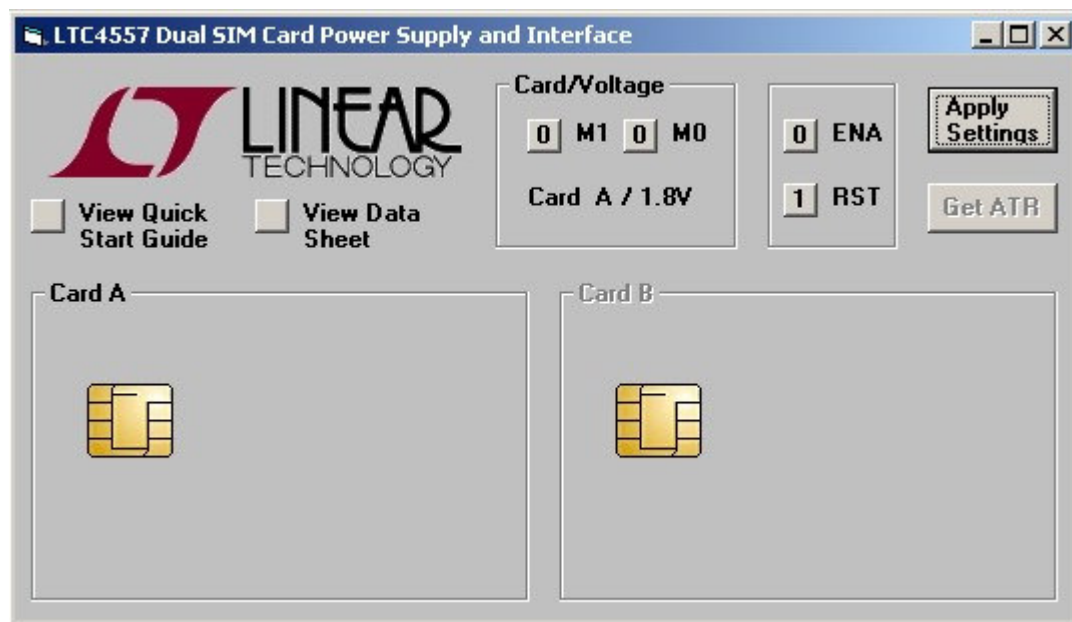 LTC4557 Dual SIM Card Power Supply and Interface
LINEAR
TECHNOLOGY
View Quick
Start Guide
View Data
Sheet
Card/Voltage
0 M1 0 M0
Card A / 1.8V
0 ENA
1 RST
Apply
Settings
Get ATR
Card A
Card B